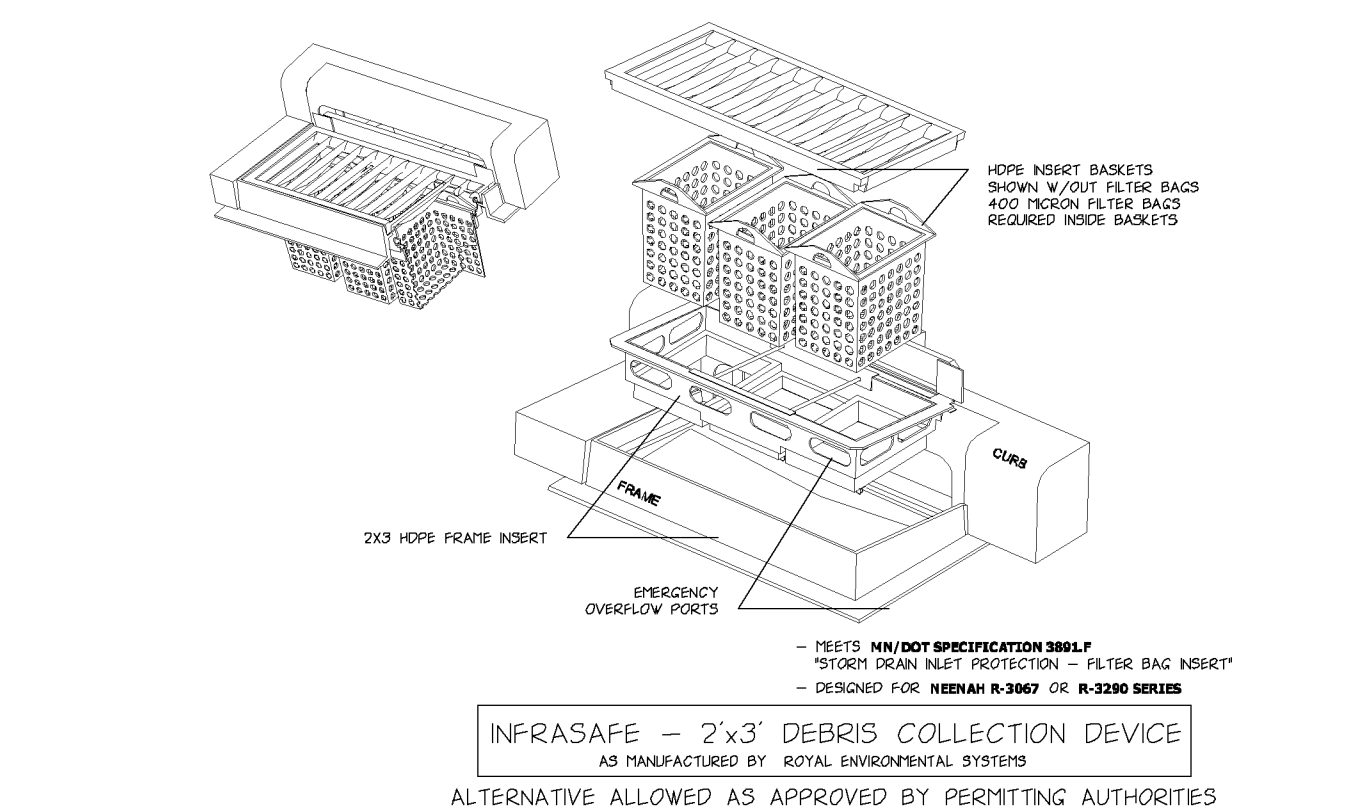 HDPE INSERT BASKETS
SHOWN W/OUT FILTER BAGS
400 MICRON FILTER BAGS
REQUIRED INSIDE BASKETS
CURB
FRAME
2X3 HDPE FRAME INSERT
EMERGENCY
OVERFLOW PORTS
– MEETS MN/DOT SPECIFICATION 3891.F
"STORM DRAIN INLET PROTECTION – FILTER BAG INSERT"
– DESIGNED FOR NEENAH R-3067 OR R-3290 SERIES
INFRASAFE – 2'x3' DEBRIS COLLECTION DEVICE
AS MANUFACTURED BY ROYAL ENVIRONMENTAL SYSTEMS
ALTERNATIVE ALLOWED AS APPROVED BY PERMITTING AUTHORITIES